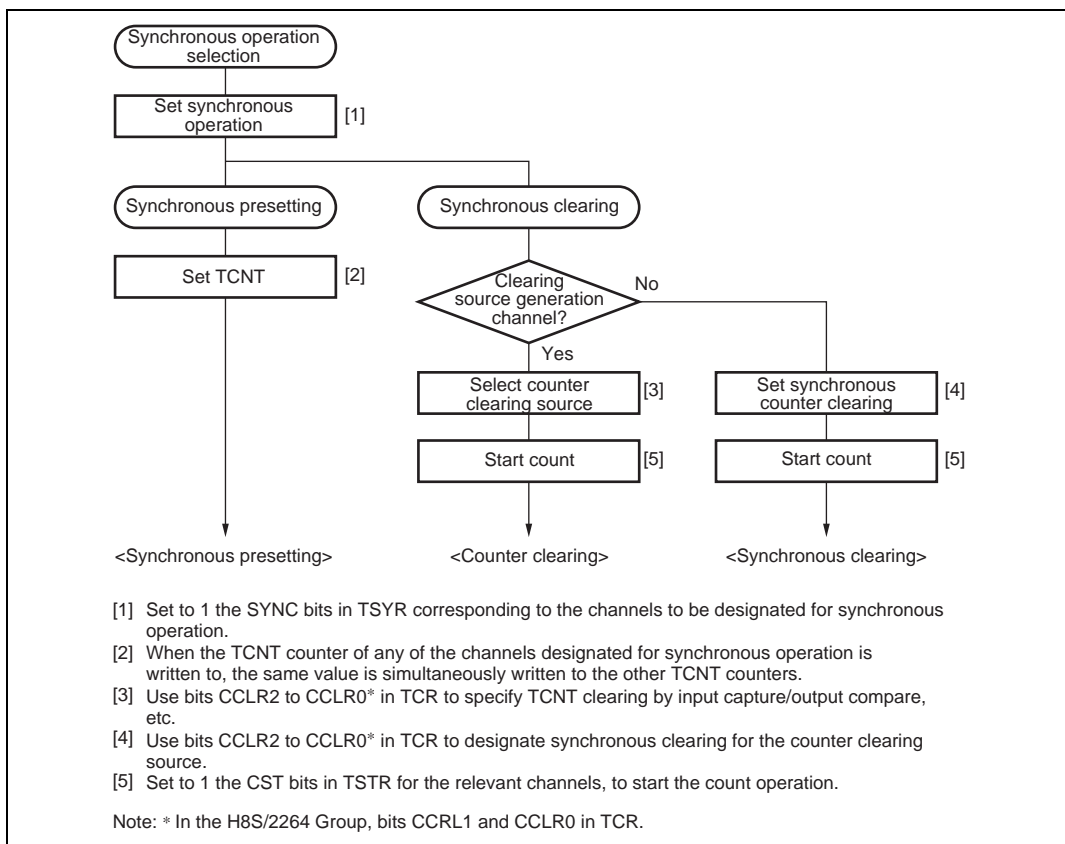 Synchronous operation
selection
Set synchronous
operation
[1]
Synchronous presetting
Synchronous clearing
Set TCNT
[2]
Clearing
source generation
channel?
No
Yes
Select counter
clearing source
[3]
Set synchronous
counter clearing
[4]
Start count
[5]
Start count
[5]
<Synchronous presetting>
<Counter clearing>
<Synchronous clearing>
[1] Set to 1 the SYNC bits in TSYR corresponding to the channels to be designated for synchronous
operation.
[2] When the TCNT counter of any of the channels designated for synchronous operation is
written to, the same value is simultaneously written to the other TCNT counters.
[3] Use bits CCLR2 to CCLR0* in TCR to specify TCNT clearing by input capture/output compare,
etc.
[4] Use bits CCLR2 to CCLR0* in TCR to designate synchronous clearing for the counter clearing
source.
[5] Set to 1 the CST bits in TSTR for the relevant channels, to start the count operation.
Note: * In the H8S/2264 Group, bits CCRL1 and CCLR0 in TCR.